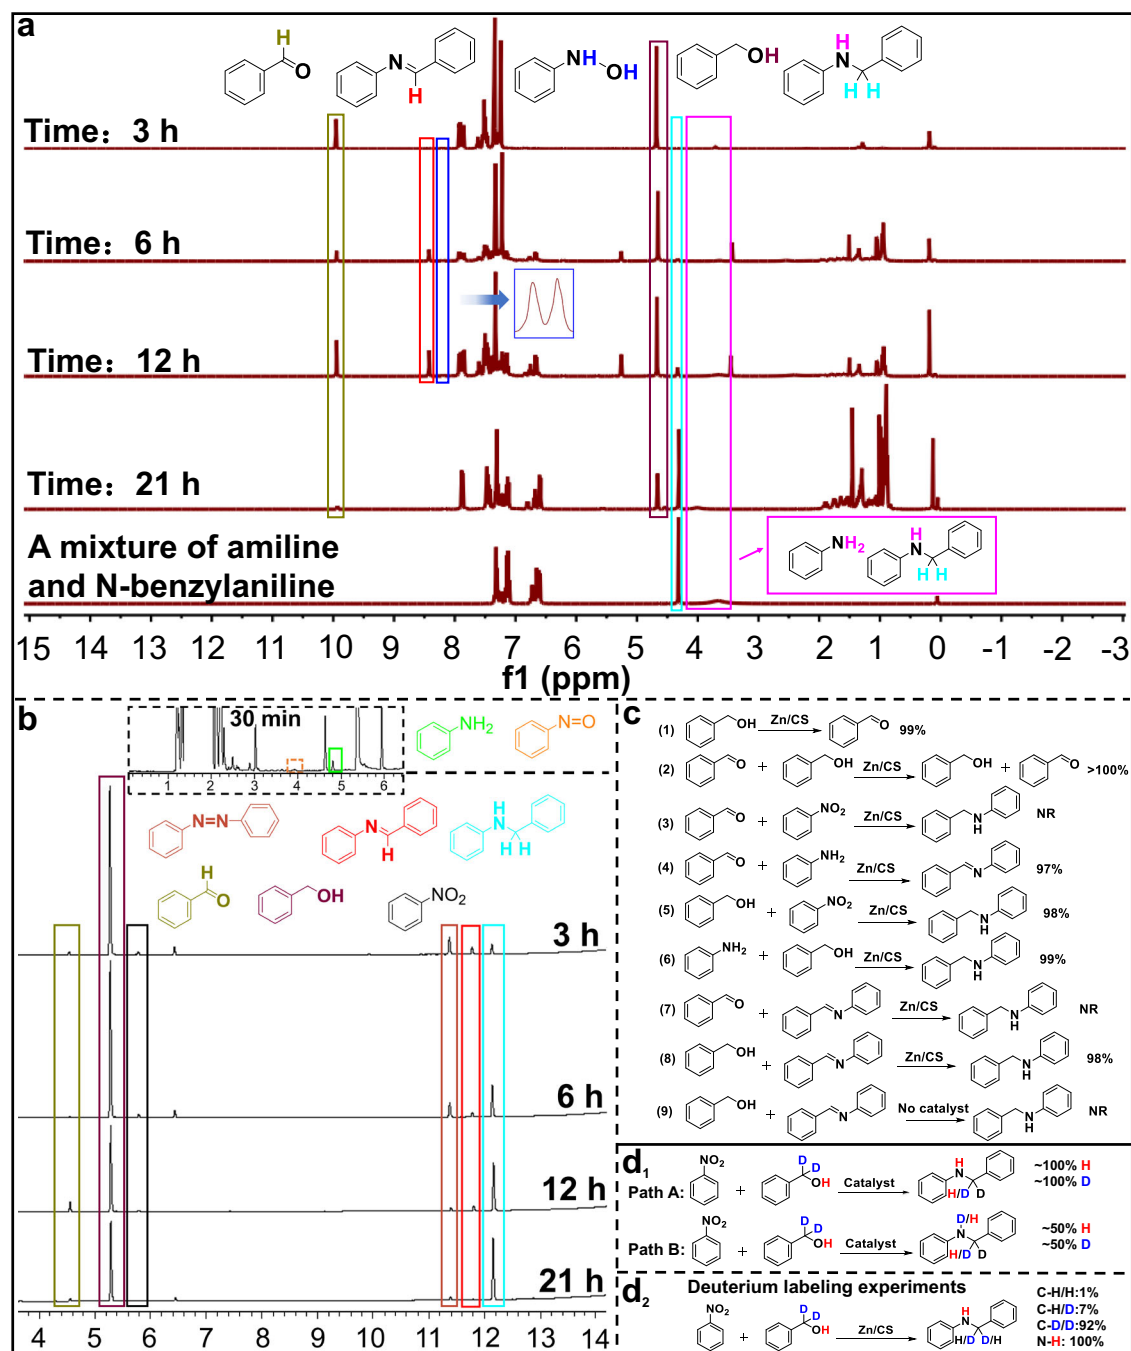 a
H
O
N
H
NH
OH
OH
H
N
H H
Time: 3 h
Time: 6 h
Time: 12 h
Time: 21 h
A mixture of amiline
and N-benzylaniline
NH2
H
N
H H
15 14 13 12 11 10 9 8 7 6 5 4 3 2 1 0 -1 -2 -3
f1 (ppm)
b
30 min
1 2 3 4 5 6
NH2
N=O
N=N
N
H
H
N
H H
H
O
OH
NO2
3 h
6 h
12 h
21 h
4 5 6 7 8 9 10 11 12 13 14
c
(1) OH Zn/CS O 99%
(2) O + OH Zn/CS OH + O >100%
(3) O + NO2 Zn/CS N H NR
(4) O + NH2 Zn/CS N 97%
(5) OH + NO2 Zn/CS N H 98%
(6) NH2 + OH Zn/CS N H 99%
(7) O + N Zn/CS N H NR
(8) OH + N Zn/CS N H 98%
(9) OH + N No catalyst N H NR
d1
Path A: NO2 + D D OH Catalyst H N H/D D ~100% H
~100% D
Path B: NO2 + D D OH Catalyst D/H N H/D D ~50% H
~50% D
d2
Deuterium labeling experiments
NO2 + D D OH Zn/CS H N H/D D/H
C-H/H:1%
C-H/D:7%
C-D/D:92%
N-H: 100%